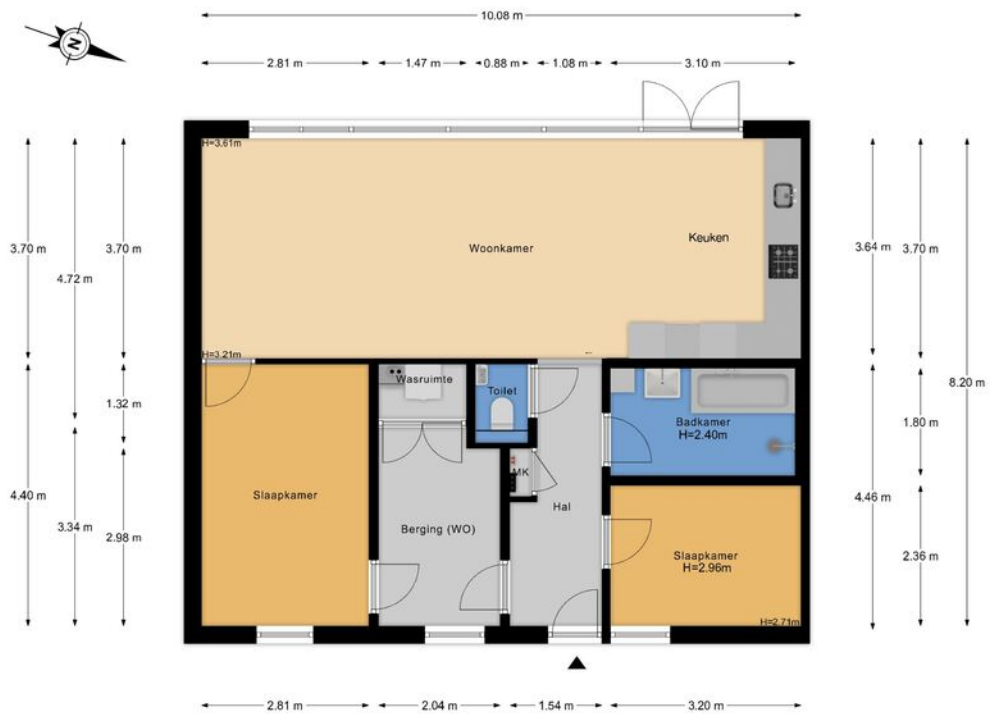 10.08 m
N
2.81 m 1.47 m 0.88 m 1.08 m 3.10 m
H=3.61m
3.70 m 4.72 m 3.70 m
Woonkamer
Keuken
3.64 m 3.70 m
8.20 m
H=3.21m
Wasruimte
Toilet
Badkamer
H=2.40m
1.32 m
1.80 m
MK
4.40 m 3.34 m 2.98 m
Slaapkamer
Berging (WO)
Hal
Slaapkamer
H=2.96m
H=2.71m
4.46 m 2.36 m
2.81 m 2.04 m 1.54 m 3.20 m